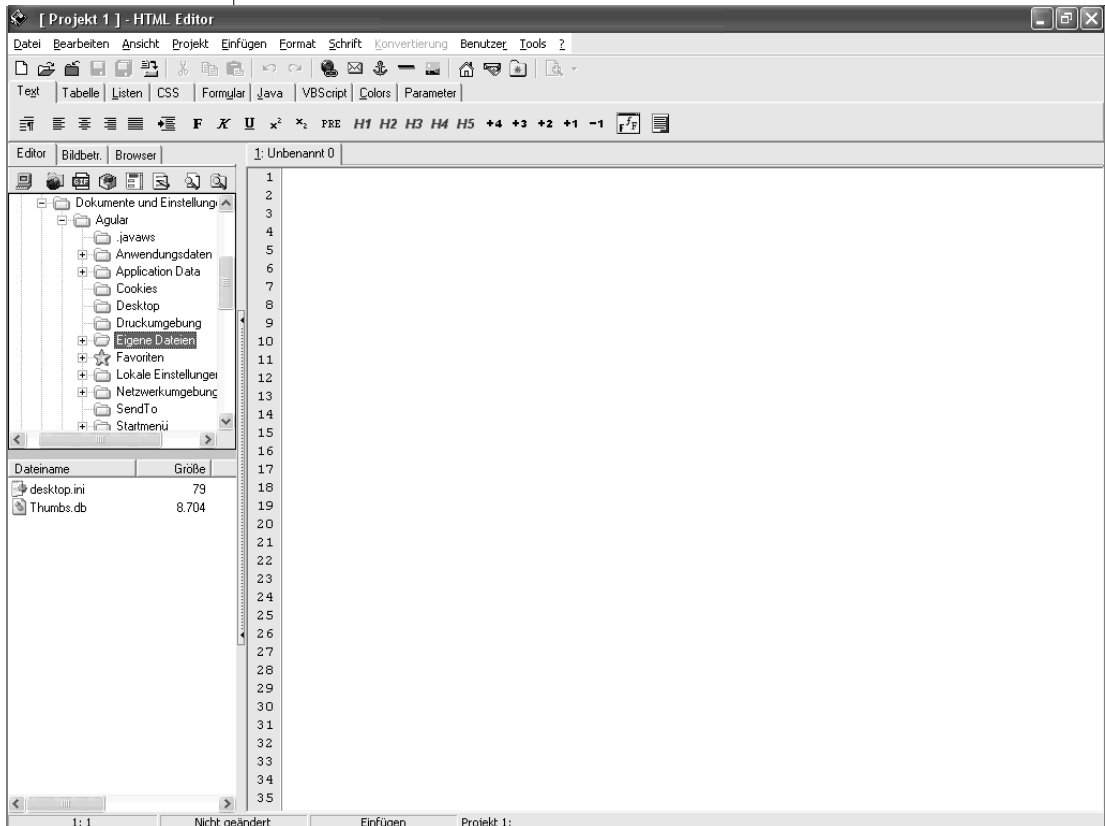 [ Projekt 1 ] - HTML Editor
Datei Bearbeiten Ansicht Projekt Einfügen Format Schrift Konvertierung Benutzer Tools ?
Text Tabelle Listen CSS Formular Java VBScript Colors Parameter
F K U x² x₂ PRE H1 H2 H3 H4 H5 +4 +3 +2 +1 -1 FfF
Editor Bildbetr. Browser
1: Unbenannt 0
Dokumente und Einstellung
Agular
.javaws
Anwendungsdaten
Application Data
Cookies
Desktop
Druckumgebung
Eigene Dateien
Favoriten
Lokale Einstellunge
Netzwerkumgebung
SendTo
Startmenü
Dateiname Größe
desktop.ini 79
Thumbs.db 8.704
1
2
3
4
5
6
7
8
9
10
11
12
13
14
15
16
17
18
19
20
21
22
23
24
25
26
27
28
29
30
31
32
33
34
35
1: 1 Nicht geändert Einfügen Projekt 1: